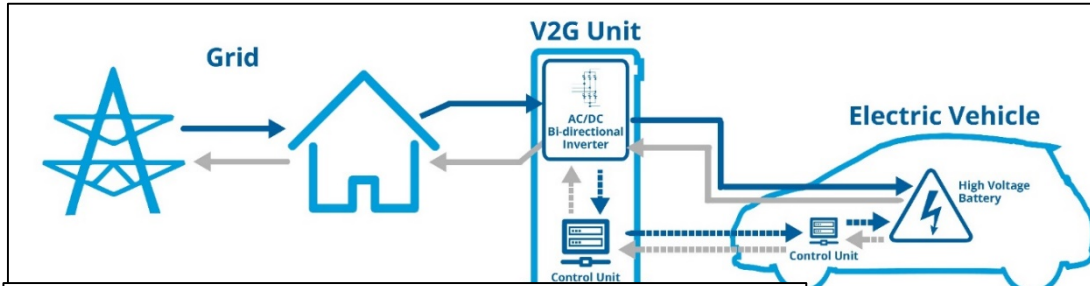 V2G Unit
Grid
AC/DC
Bi-directional
Inverter
Electric Vehicle
High Voltage
Battery
Control Unit
Control Unit